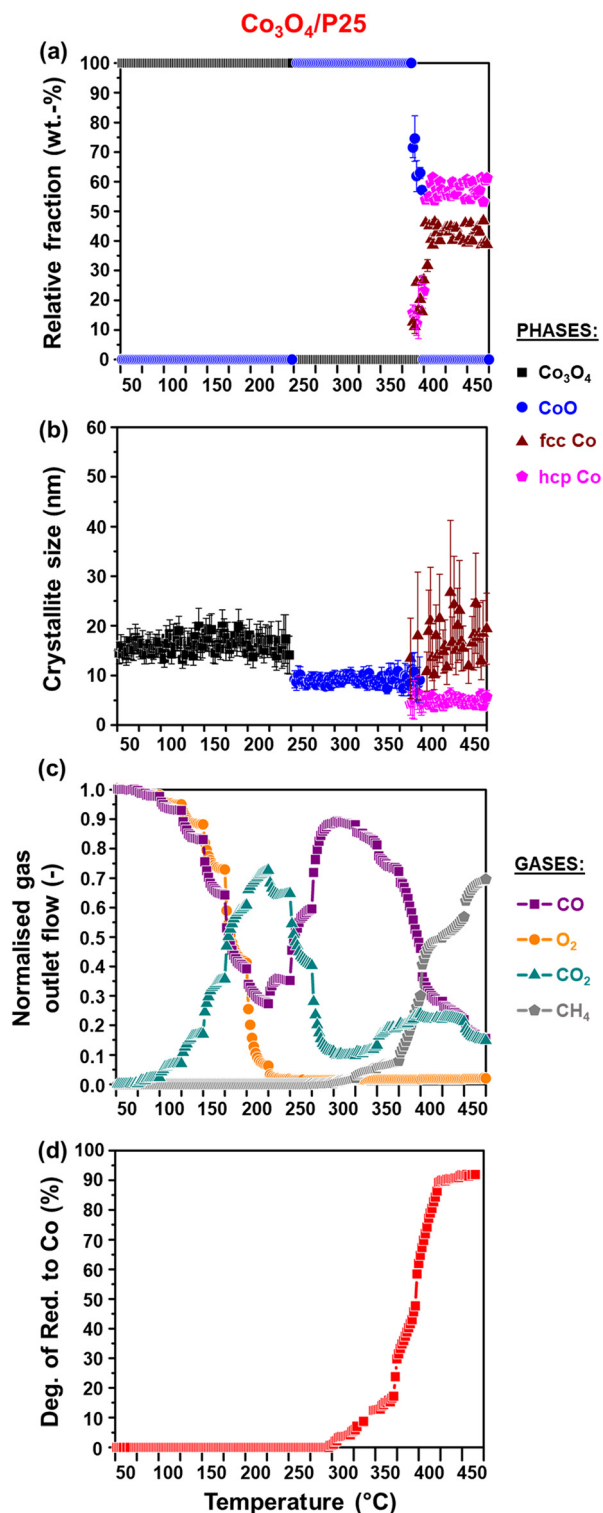 Co₃O₄/P25
(a)
Relative fraction (wt.-%)
100
90
80
70
60
50
40
30
20
10
0
50 100 150 200 250 300 350 400 450
PHASES:
Co₃O₄
CoO
fcc Co
hcp Co
(b)
Crystallite size (nm)
60
50
40
30
20
10
0
50 100 150 200 250 300 350 400 450
(c)
Normalised gas
outlet flow (-)
1.0
0.9
0.8
0.7
0.6
0.5
0.4
0.3
0.2
0.1
0.0
50 100 150 225 225 250 325 400 450
GASES:
CO
O₂
CO₂
CH₄
(d)
Deg. of Red. to Co (%)
100
90
80
70
60
50
40
30
20
10
0
50 100 150 200 250 300 350 400 450
Temperature (°C)